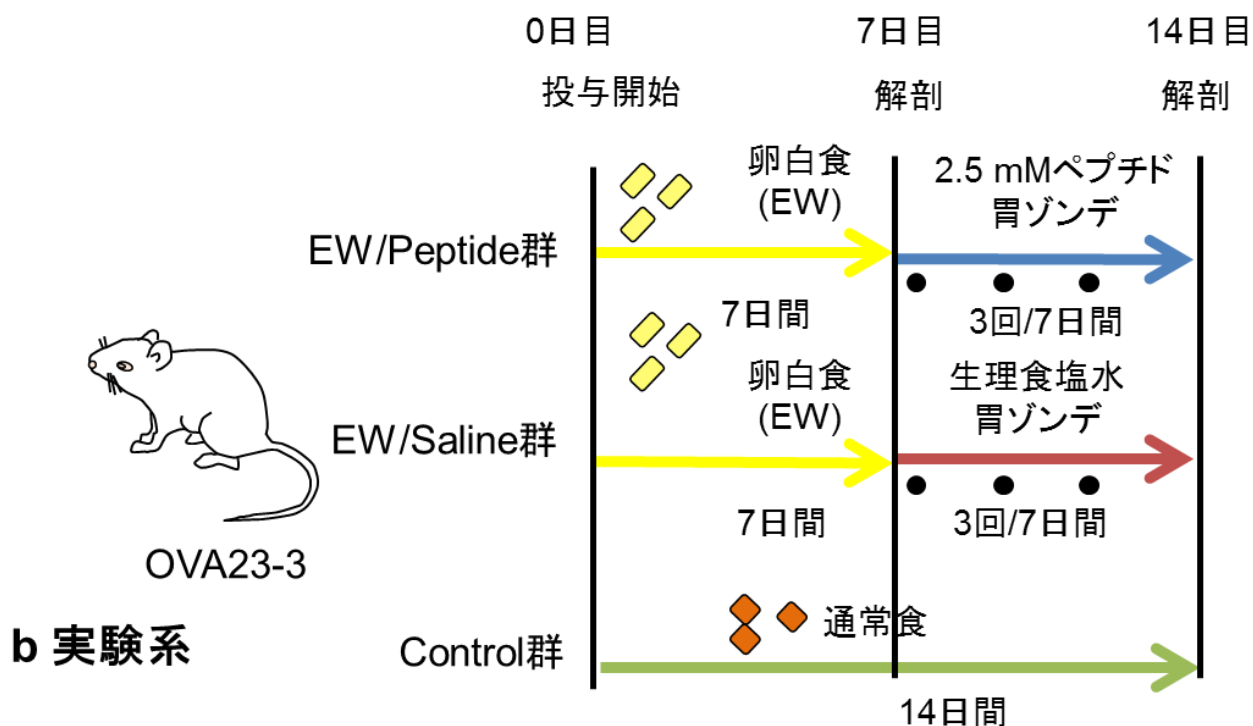 0日目
7日目
14日目
投与開始
解剖
解剖
卵白食
(EW)
2.5 mMペプチド
胃ゾンデ
EW/Peptide群
7日間
3回/7日間
卵白食
(EW)
生理食塩水
胃ゾンデ
EW/Saline群
7日間
3回/7日間
OVA23-3
通常食
b 実験系
Control群
14日間